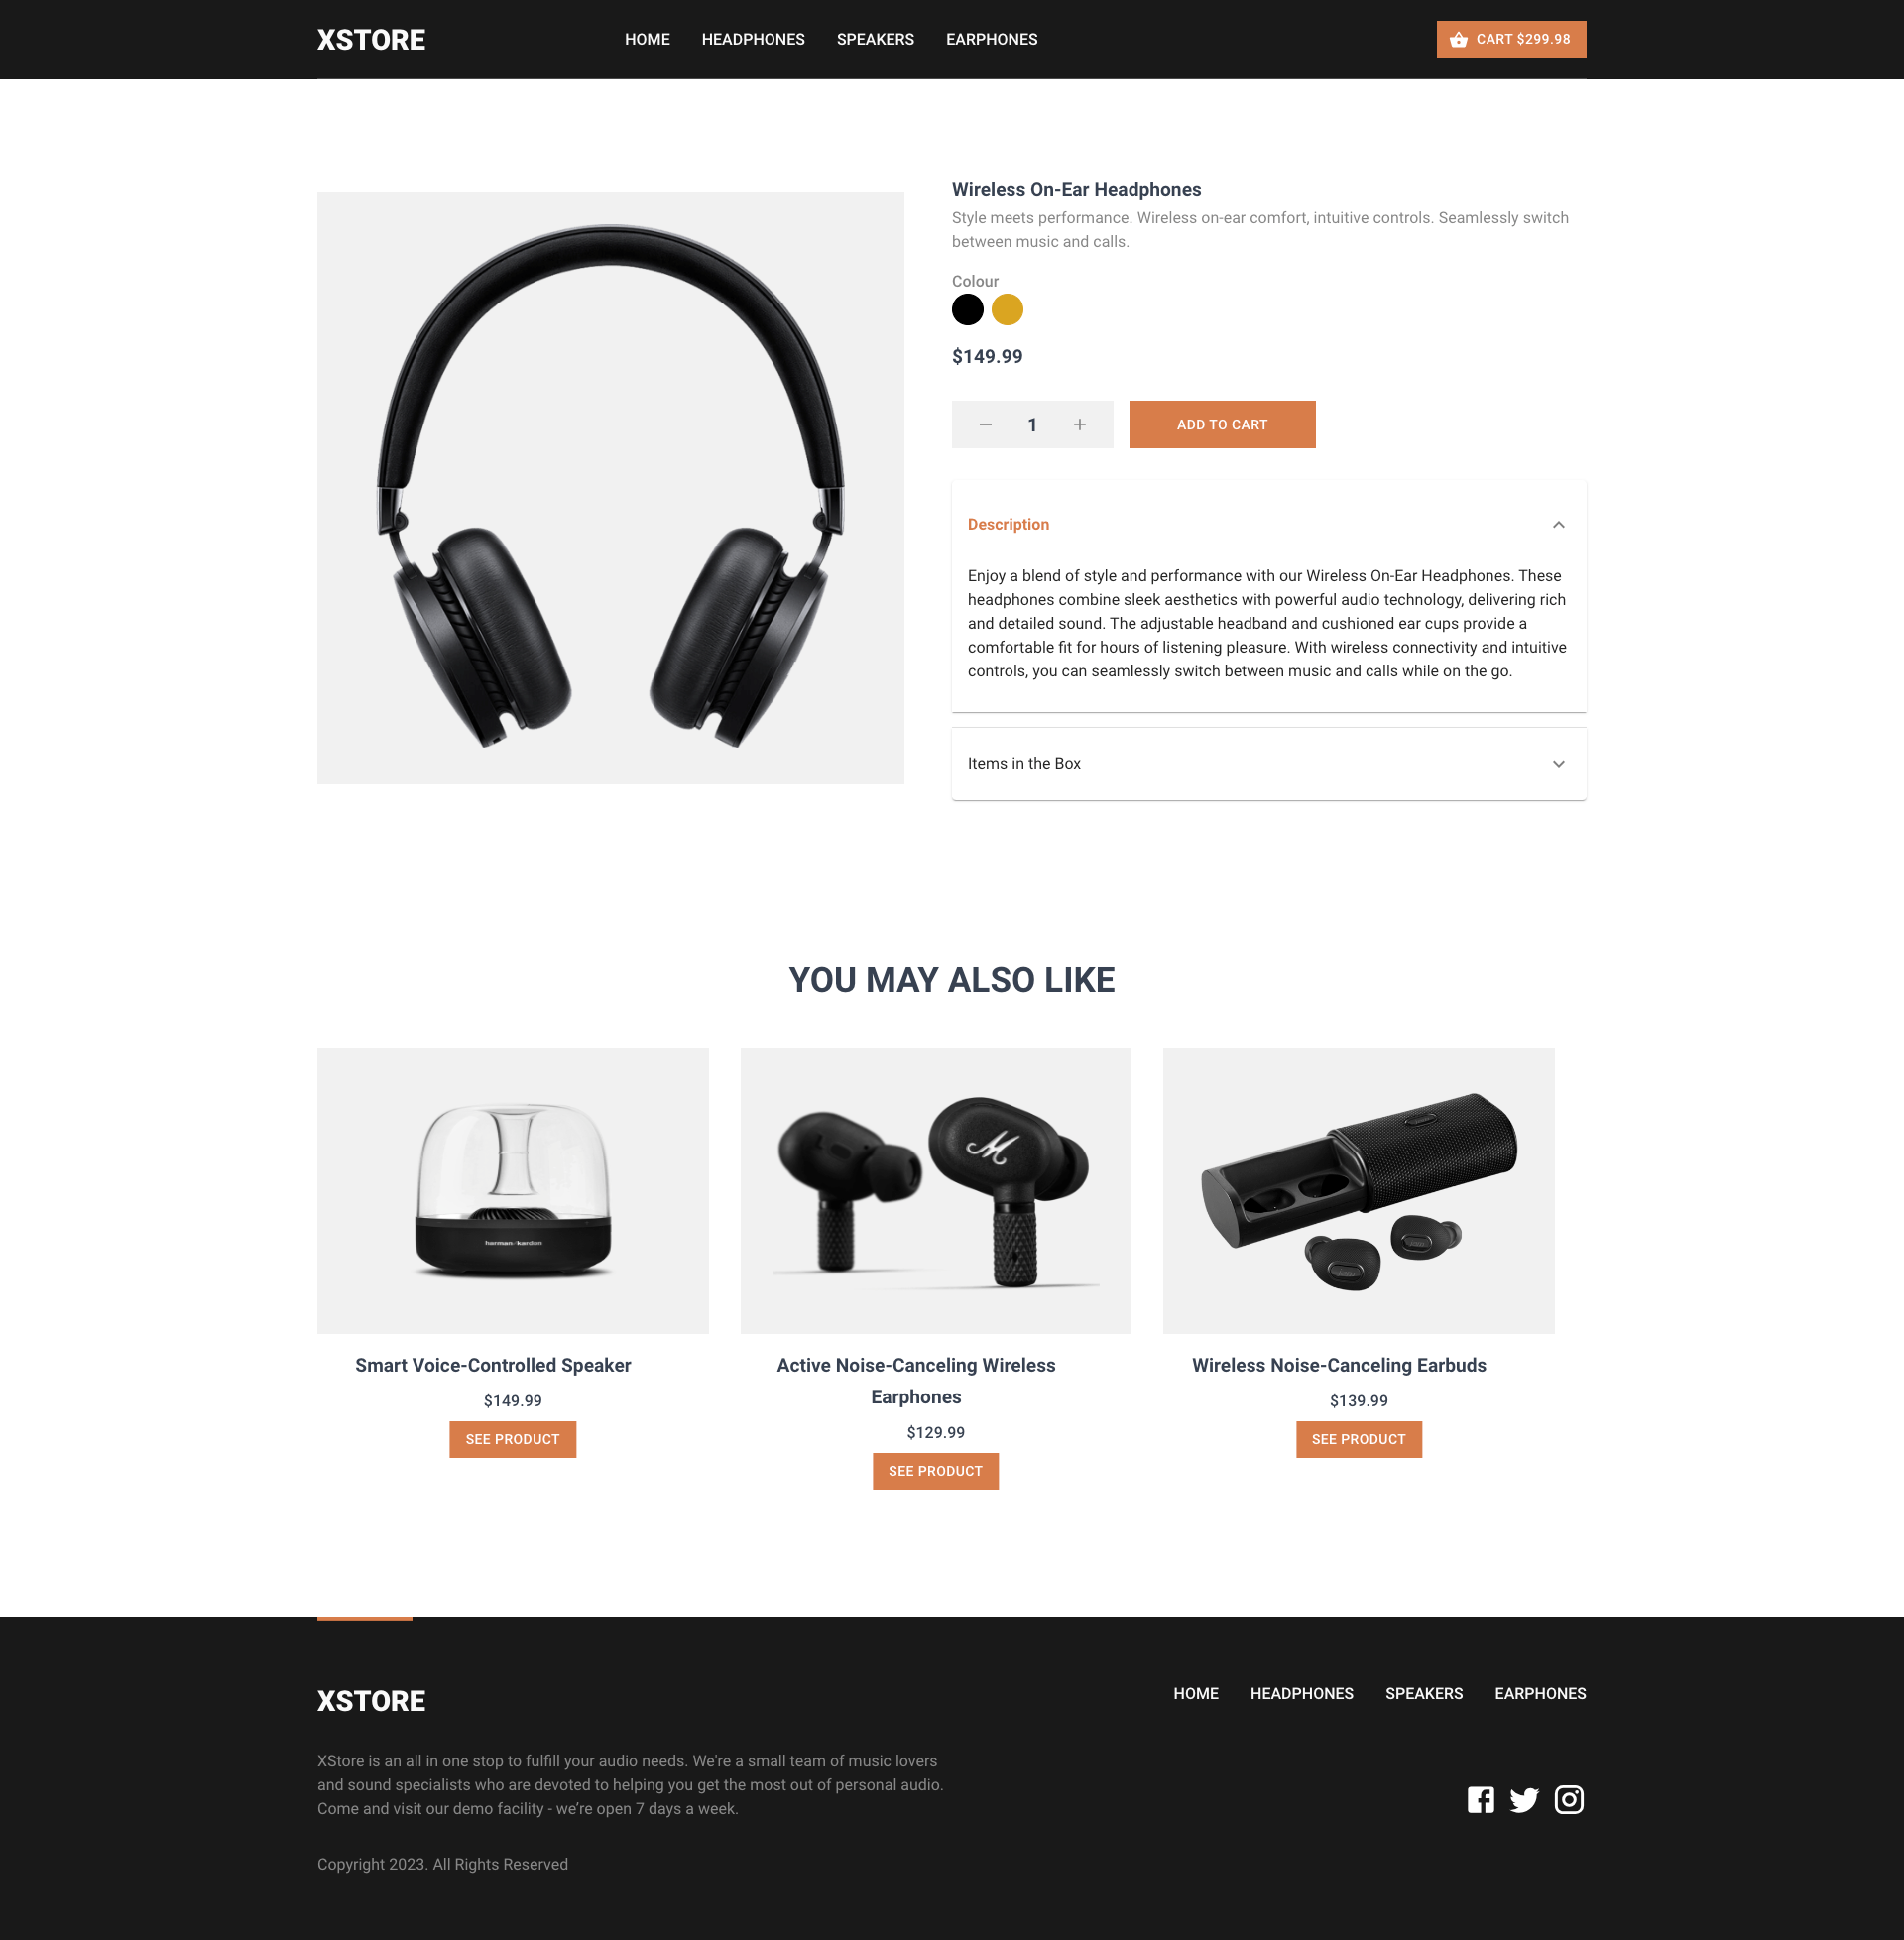 XSTORE
HOME
HEADPHONES
SPEAKERS
EARPHONES
CART $299.98
Wireless On-Ear Headphones
Style meets performance. Wireless on-ear comfort, intuitive controls. Seamlessly switch
between music and calls.
Colour
$149.99
− 1 +
ADD TO CART
Description
Enjoy a blend of style and performance with our Wireless On-Ear Headphones. These
headphones combine sleek aesthetics with powerful audio technology, delivering rich
and detailed sound. The adjustable headband and cushioned ear cups provide a
comfortable fit for hours of listening pleasure. With wireless connectivity and intuitive
controls, you can seamlessly switch between music and calls while on the go.
Items in the Box
YOU MAY ALSO LIKE
harman/kardon
M
Smart Voice-Controlled Speaker
$149.99
SEE PRODUCT
Active Noise-Canceling Wireless
Earphones
$129.99
SEE PRODUCT
Wireless Noise-Canceling Earbuds
$139.99
SEE PRODUCT
XSTORE
HOME
HEADPHONES
SPEAKERS
EARPHONES
XStore is an all in one stop to fulfill your audio needs. We're a small team of music lovers
and sound specialists who are devoted to helping you get the most out of personal audio.
Come and visit our demo facility - we’re open 7 days a week.
Copyright 2023. All Rights Reserved